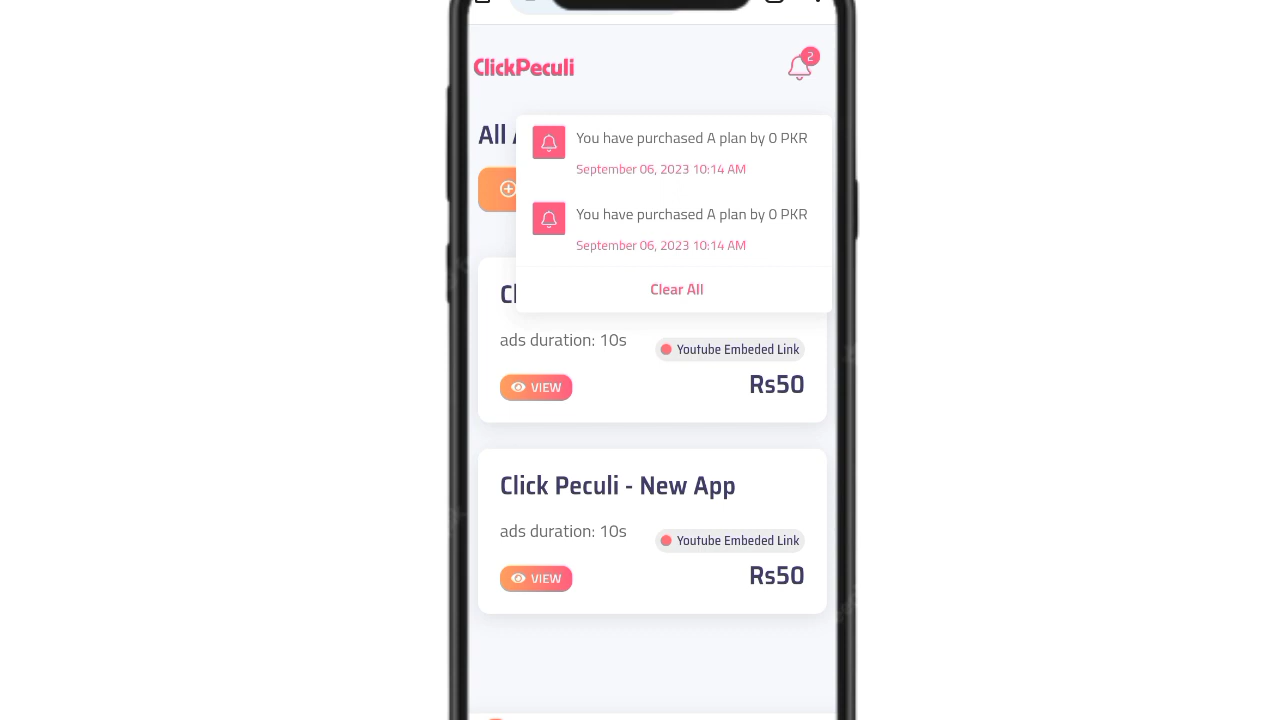 ClickPeculi
2
All
You have purchased A plan by 0 PKR
September 06, 2023 10:14 AM
You have purchased A plan by 0 PKR
September 06, 2023 10:14 AM
Clear All
ads duration: 10s
Youtube Embeded Link
VIEW
Rs50
Click Peculi - New App
ads duration: 10s
Youtube Embeded Link
VIEW
Rs50